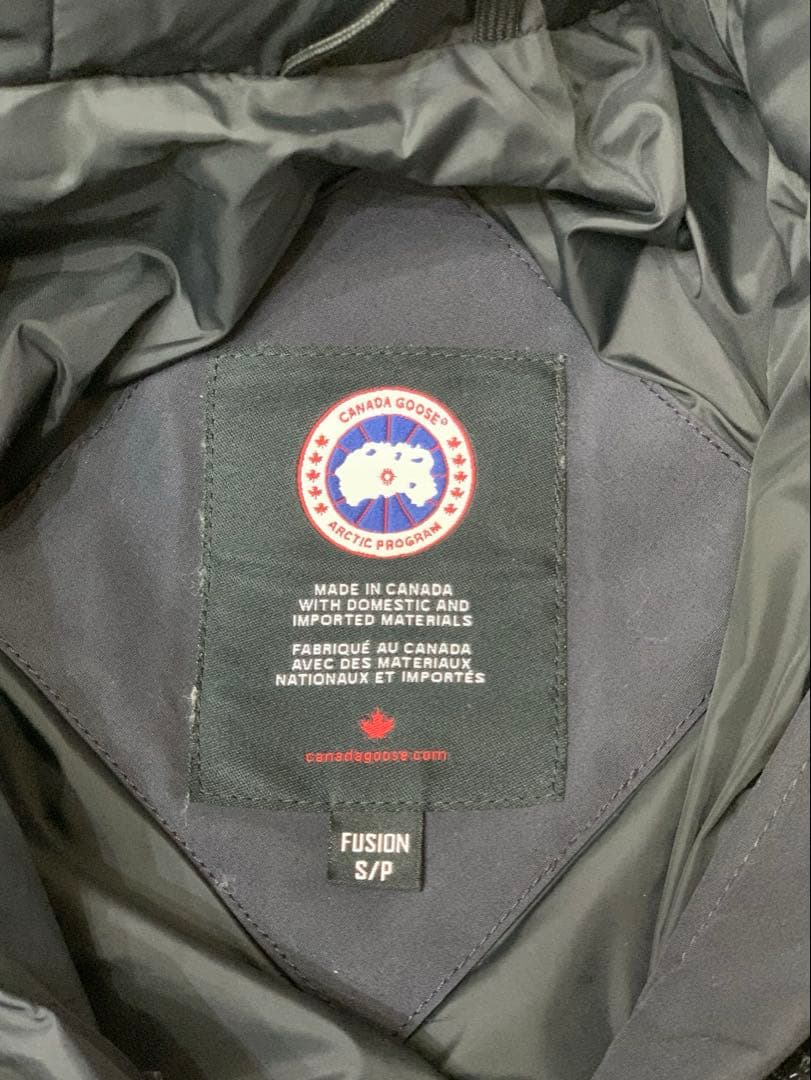 CANADA GOOSE®
ARCTIC PROGRAM
MADE IN CANADA
WITH DOMESTIC AND
IMPORTED MATERIALS
FABRIQUÉ AU CANADA
AVEC DES MATERIAUX
NATIONAUX ET IMPORTÉS
canadagoose.com
FUSION
S/P